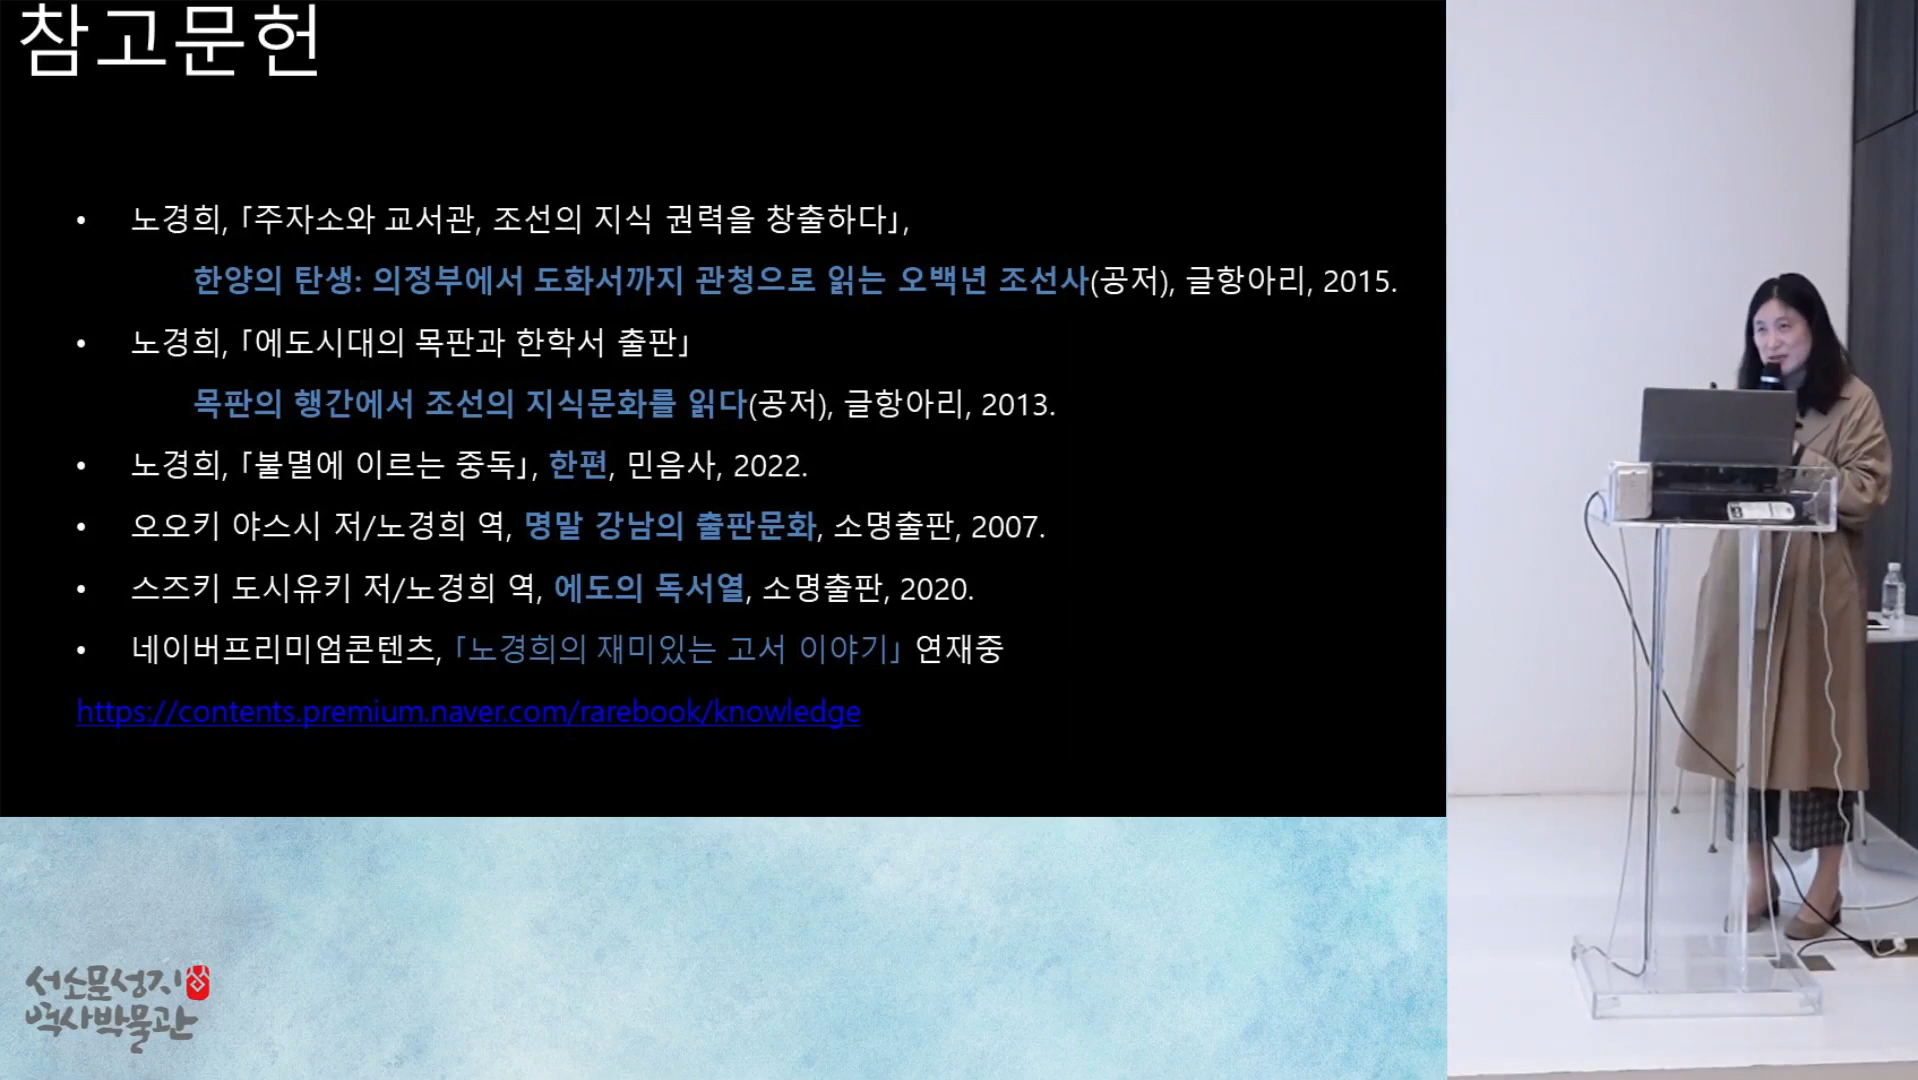 참고문헌
• 노경희, 「주자소와 교서관, 조선의 지식 권력을 창출하다」,
한양의 탄생: 의정부에서 도화서까지 관청으로 읽는 오백년 조선사(공저), 글항아리, 2015.
• 노경희, 「에도시대의 목판과 한학서 출판」
목판의 행간에서 조선의 지식문화를 읽다(공저), 글항아리, 2013.
• 노경희, 「불멸에 이르는 중독」, 한편, 민음사, 2022.
• 오오키 야스시 저/노경희 역, 명말 강남의 출판문화, 소명출판, 2007.
• 스즈키 도시유키 저/노경희 역, 에도의 독서열, 소명출판, 2020.
• 네이버프리미엄콘텐츠, 「노경희의 재미있는 고서 이야기」 연재중
https://contents.premium.naver.com/rarebook/knowledge
서소문성지
역사박물관